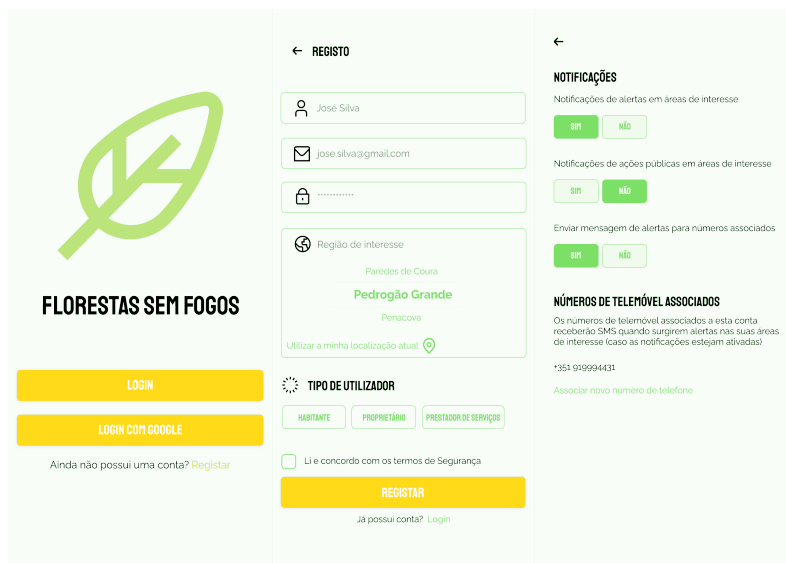 FLORESTAS SEM FOGOS
LOGIN
LOGIN COM GOOGLE
Ainda não possui uma conta? Registar
REGISTO
José Silva
jose.silva@gmail.com
************
Região de interesse
Paredes de Coura
Pedrogão Grande
Penacova
Utilizar a minha localização atual
TIPO DE UTILIZADOR
HABITANTE PROPRIETÁRIO PRESTADOR DE SERVIÇOS
Li e concordo com os termos de Segurança
REGISTAR
Já possui conta? Login
NOTIFICAÇÕES
Notificações de alertas em áreas de interesse
SIM NÃO
Notificações de ações públicas em áreas de interesse
SIM NÃO
Enviar mensagem de alertas para números associados
SIM NÃO
NÚMEROS DE TELEMÓVEL ASSOCIADOS
Os números de telemóvel associados a esta conta
receberão SMS quando surgirem alertas nas suas áreas
de interesse (caso as notificações estejam ativadas)
+351 919994431
Associar novo número de telefone